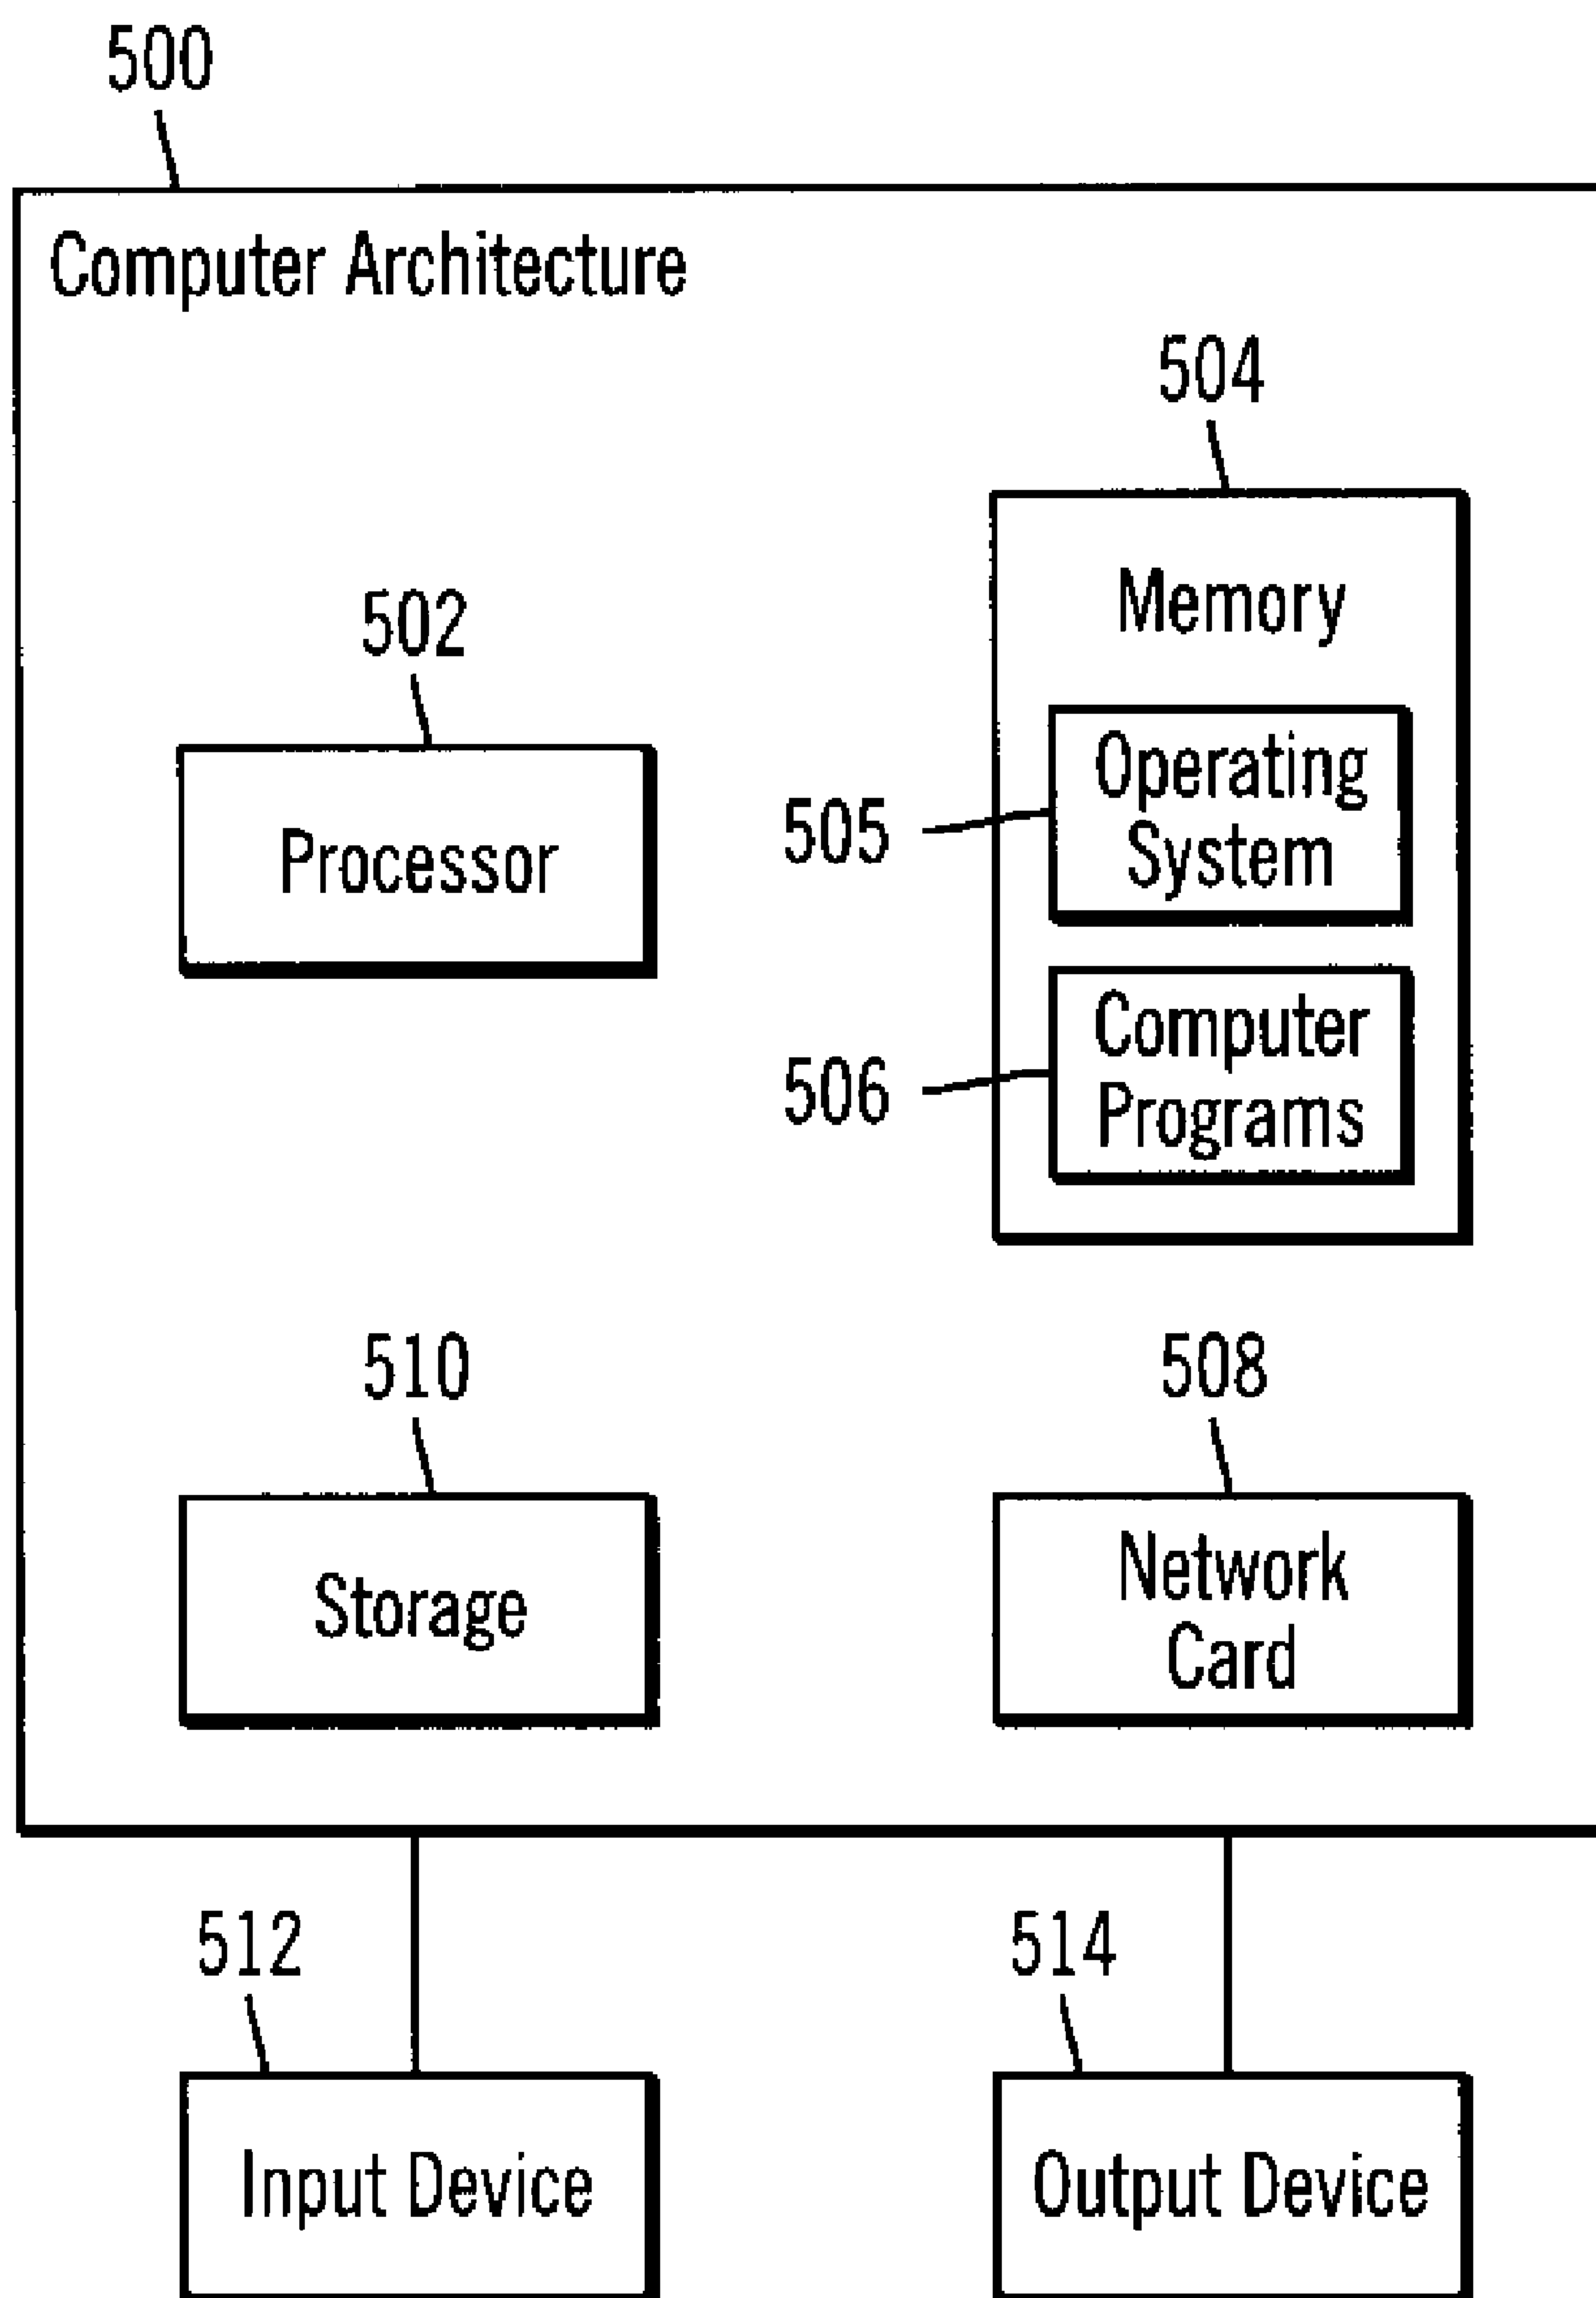 500
Computer Architecture
504
Memory
502
Operating
System
505
Processor
Computer
Programs
506
510
508
Storage
Network
Card
512
514
Input Device
Output Device